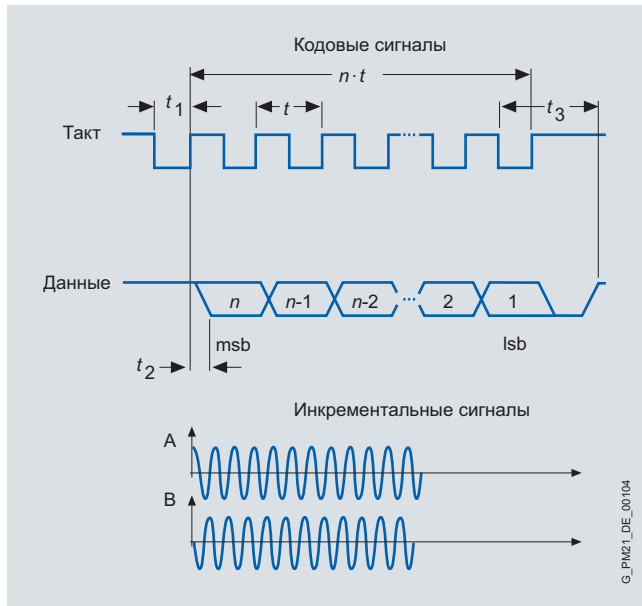 Кодовые сигналы
n·t
t1 t t3
Такт
Данные
n n-1 n-2 ... 2 1
msb lsb
t2
Инкрементальные сигналы
A
B
G_PM21_DE_00104